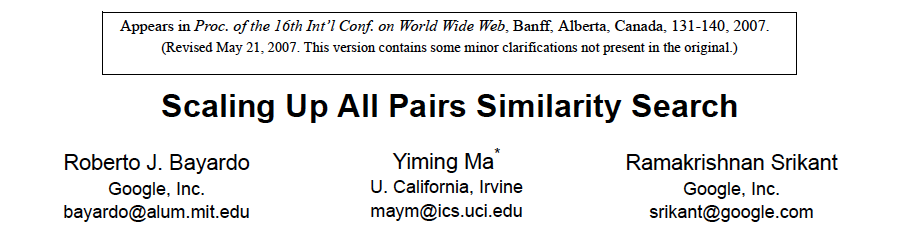 Appears in Proc. of the 16th Int'l Conf. on World Wide Web, Banff, Alberta, Canada, 131-140, 2007.
(Revised May 21, 2007. This version contains some minor clarifications not present in the original.)
Scaling Up All Pairs Similarity Search
Roberto J. Bayardo
Google, Inc.
bayardo@alum.mit.edu
Yiming Ma*
U. California, Irvine
maym@ics.uci.edu
Ramakrishnan Srikant
Google, Inc.
srikant@google.com